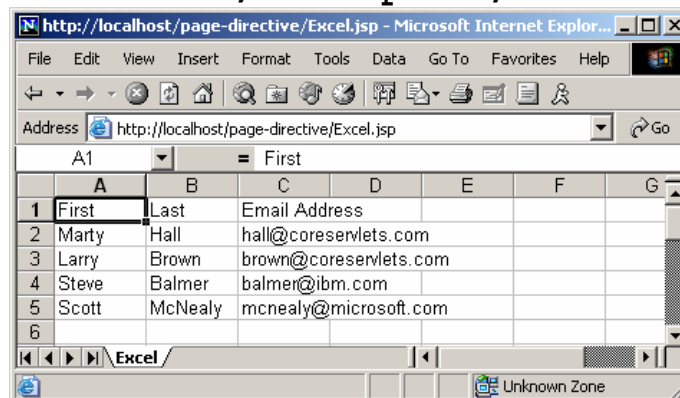 http://localhost/page-directive/Excel.jsp - Microsoft Internet Explor...
File Edit View Insert Format Tools Data Go To Favorites Help
Address http://localhost/page-directive/Excel.jsp Go
A1 = First
A B C D E F G
1 First Last Email Address
2 Marty Hall hall@coreservlets.com
3 Larry Brown brown@coreservlets.com
4 Steve Balmer balmer@ibm.com
5 Scott McNealy mcnealy@microsoft.com
6
Excel
Unknown Zone